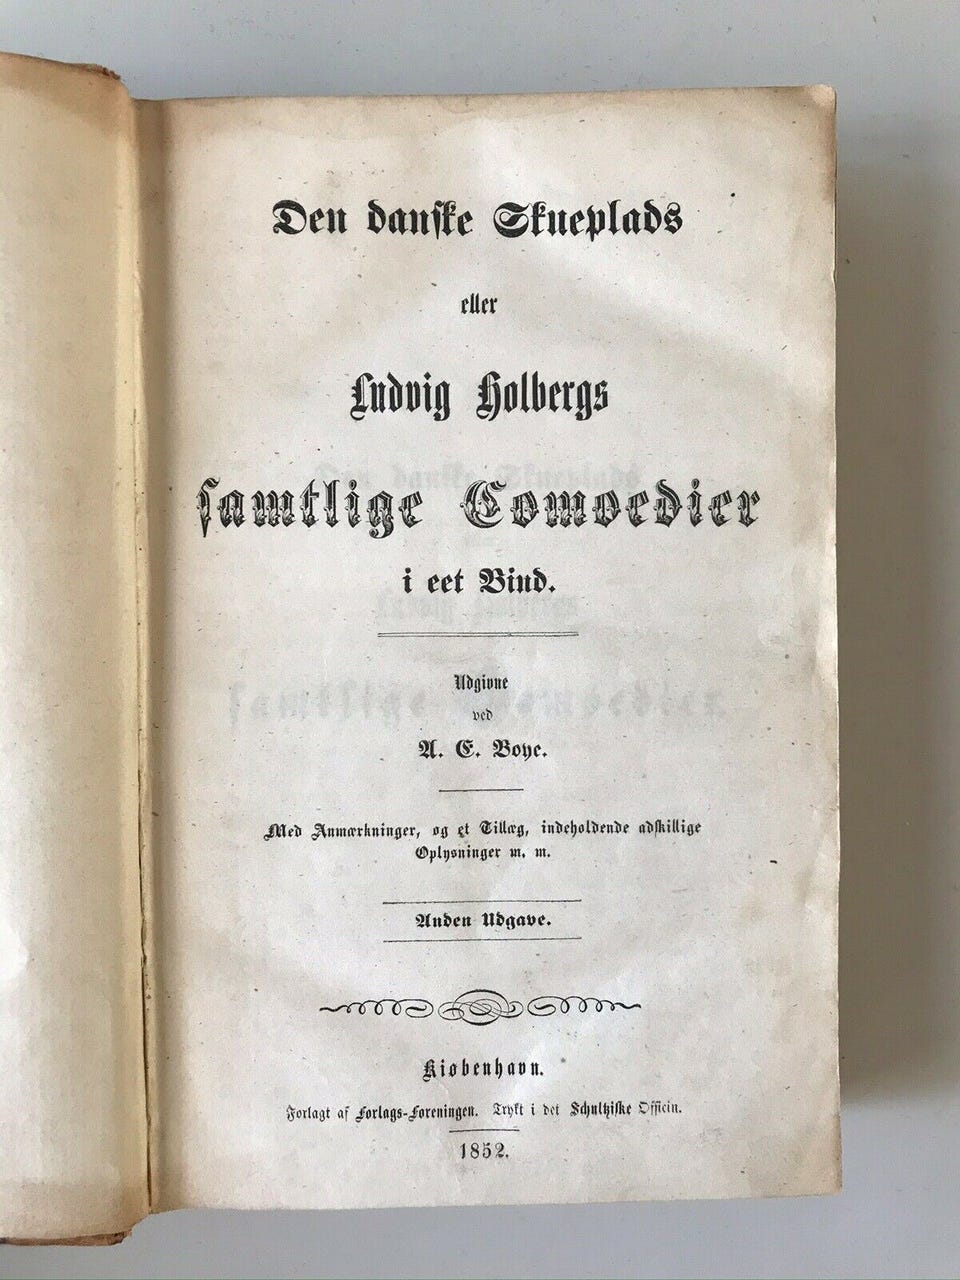 Den danske Skueplads
eller
Ludvig Holbergs
samtlige Comoedier
i eet Bind.
Udgivne
ved
A. E. Boye.
Med Anmærkninger, og et Tillæg, indeholdende adskillige
Oplysninger m. m.
Anden Udgave.
Kiøbenhavn.
Forlagt af Forlags-Foreningen. Trykt i det Schultziske Officin.
1852.